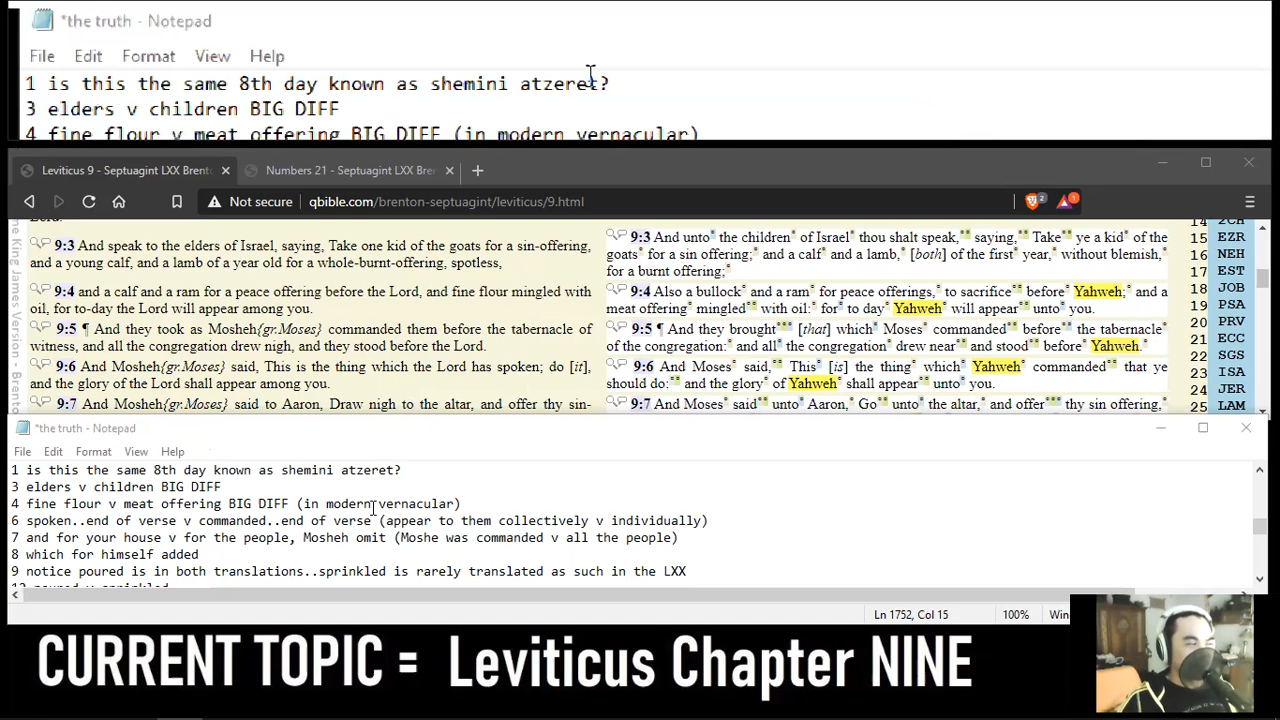 *the truth - Notepad
File Edit Format View Help
1 is this the same 8th day known as shemini atzeret?
3 elders v children BIG DIFF
4 fine flour v meat offering BIG DIFF (in modern vernacular)
Leviticus 9 - Septuagint LXX Brento
Numbers 21 - Septuagint LXX Bren
Not secure qbible.com/brenton-septuagint/leviticus/9.html
2 1
he King James Version - Brenton
9:3 And speak to the elders of Israel, saying, Take one kid of the goats for a sin-offering,
and a young calf, and a lamb of a year old for a whole-burnt-offering, spotless,
9:4 and a calf and a ram for a peace offering before the Lord, and fine flour mingled with
oil, for to-day the Lord will appear among you.
9:5 ¶ And they took as Mosheh{gr.Moses} commanded them before the tabernacle of
witness, and all the congregation drew nigh, and they stood before the Lord.
9:6 And Mosheh{gr.Moses} said, This is the thing which the Lord has spoken; do [it],
and the glory of the Lord shall appear among you.
9:7 And Mosheh{gr.Moses} said to Aaron, Draw nigh to the altar, and offer thy sin-
9:3 And unto the children of Israel thou shalt speak, saying, Take ye a kid of the
goats for a sin offering; and a calf and a lamb, [both] of the first year, without blemish,
for a burnt offering;
9:4 Also a bullock and a ram for peace offerings, to sacrifice before Yahweh; and a
meat offering mingled with oil: for to day Yahweh will appear unto you.
9:5 ¶ And they brought [that] which Moses commanded before the tabernacle
of the congregation: and all the congregation drew near and stood before Yahweh.
9:6 And Moses said, This [is] the thing which Yahweh commanded that ye
should do: and the glory of Yahweh shall appear unto you.
9:7 And Moses said unto Aaron, Go unto the altar, and offer thy sin offering,
14 2CH
15 EZR
16 NEH
17 EST
18 JOB
19 PSA
20 PRV
21 ECC
22 SGS
23 ISA
24 JER
25 LAM
*the truth - Notepad
File Edit Format View Help
1 is this the same 8th day known as shemini atzeret?
3 elders v children BIG DIFF
4 fine flour v meat offering BIG DIFF (in modern vernacular)
6 spoken..end of verse v commanded..end of verse (appear to them collectively v individually)
7 and for your house v for the people, Mosheh omit (Moshe was commanded v all the people)
8 which for himself added
9 notice poured is in both translations..sprinkled is rarely translated as such in the LXX
12 poured v sprinkled
Ln 1752, Col 15 100% Win
CURRENT TOPIC = Leviticus Chapter NINE